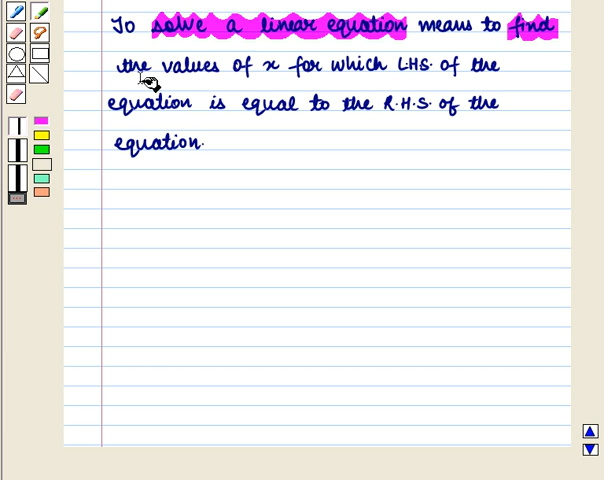 To solve a linear equation means to find
the values of x for which L.H.S. of the
equation is equal to the R.H.S. of the
equation.